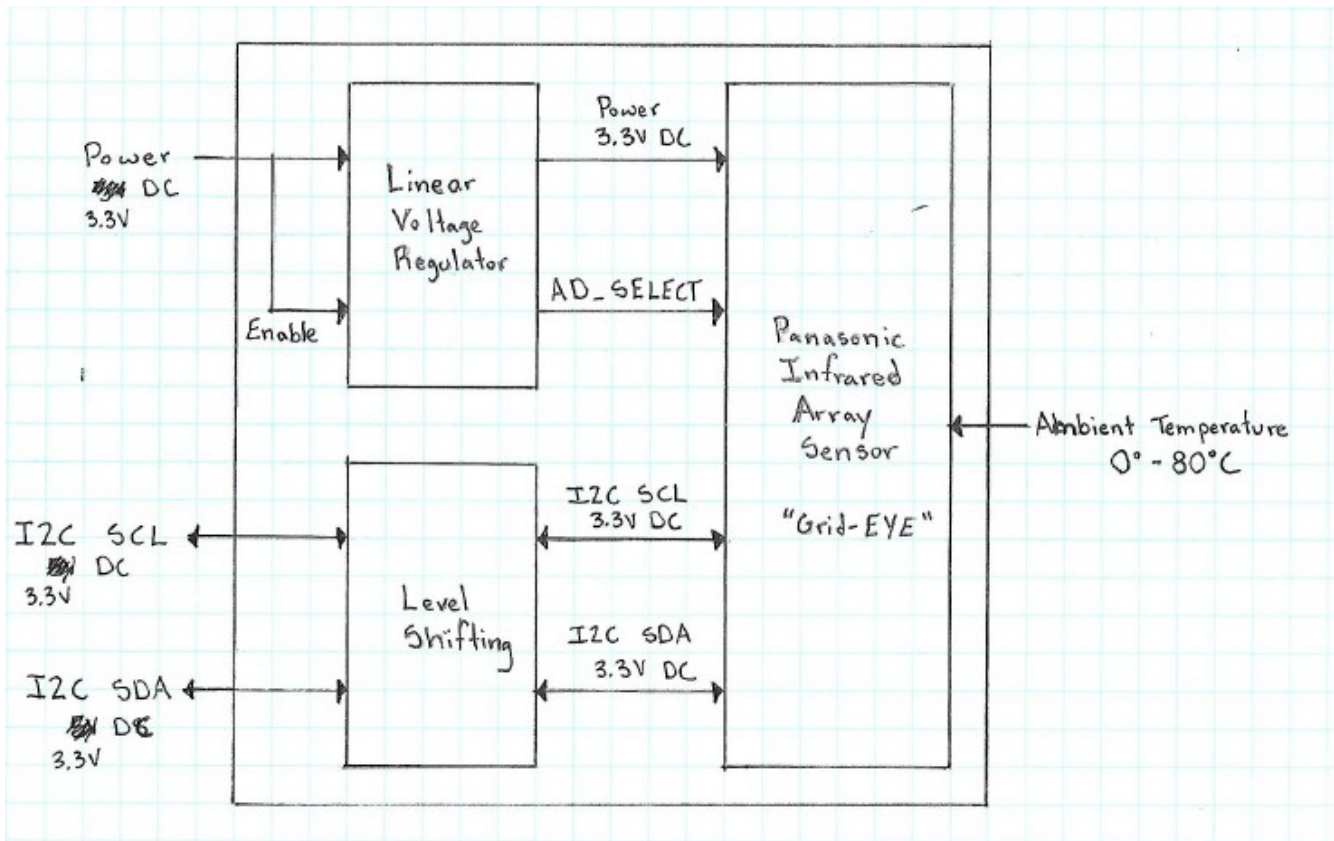 Power
DC
3.3V
Enable
Linear
Voltage
Regulator
Power
3.3V DC
AD_SELECT
Panasonic
Infrared
Array
Sensor
"Grid-EYE"
Ambient Temperature
0° - 80°C
I2C SCL
DC
3.3V
I2C SDA
DC
3.3V
Level
Shifting
I2C SCL
3.3V DC
I2C SDA
3.3V DC